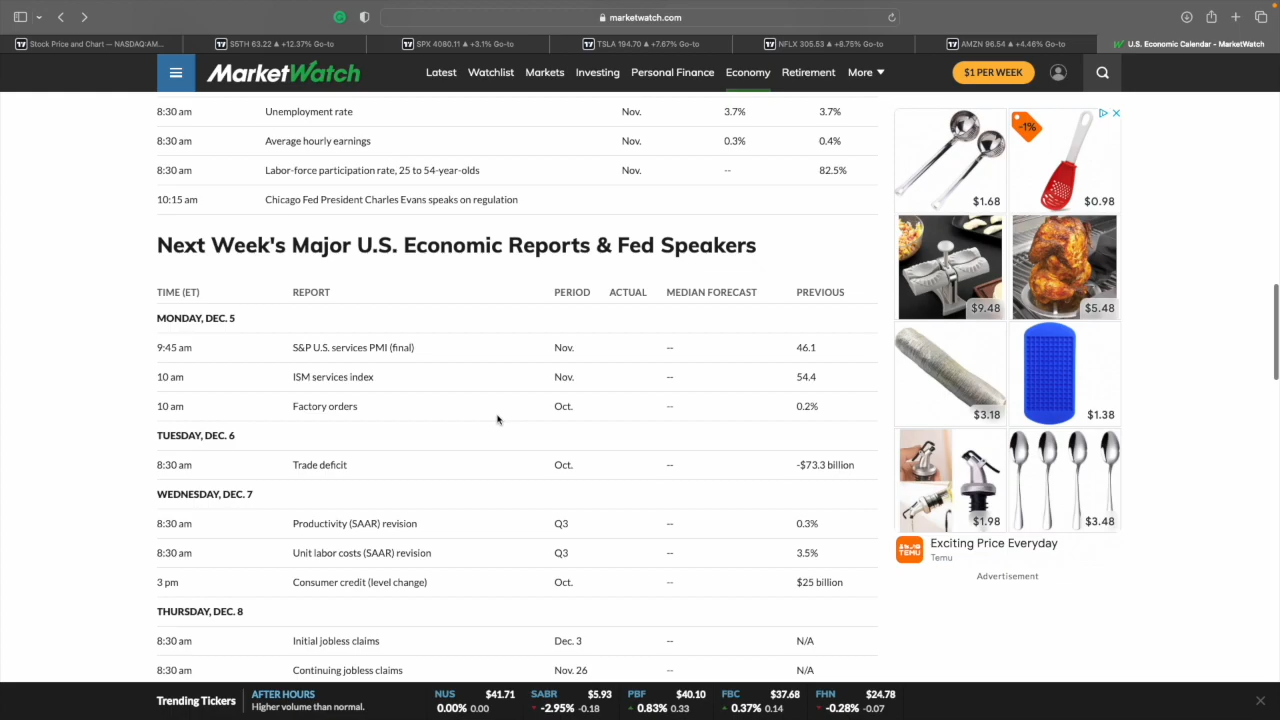 marketwatch.com
Stock Price and Chart — NASDAQ:AM...
S5TH 63.22 ▲ +12.37% Go-to
SPX 4080.11 ▲ +3.1% Go-to
TSLA 194.70 ▲ +7.67% Go-to
NFLX 305.53 ▲ +8.75% Go-to
AMZN 96.54 ▲ +4.46% Go-to
U.S. Economic Calendar - MarketWatch
MarketWatch
Latest Watchlist Markets Investing Personal Finance Economy Retirement More
$1 PER WEEK
8:30 am Unemployment rate Nov. 3.7% 3.7%
8:30 am Average hourly earnings Nov. 0.3% 0.4%
8:30 am Labor-force participation rate, 25 to 54-year-olds Nov. -- 82.5%
10:15 am Chicago Fed President Charles Evans speaks on regulation
Next Week's Major U.S. Economic Reports & Fed Speakers
TIME (ET) REPORT PERIOD ACTUAL MEDIAN FORECAST PREVIOUS
MONDAY, DEC. 5
9:45 am S&P U.S. services PMI (final) Nov. -- 46.1
10 am ISM services index Nov. -- 54.4
10 am Factory orders Oct. -- 0.2%
TUESDAY, DEC. 6
8:30 am Trade deficit Oct. -- -$73.3 billion
WEDNESDAY, DEC. 7
8:30 am Productivity (SAAR) revision Q3 -- 0.3%
8:30 am Unit labor costs (SAAR) revision Q3 -- 3.5%
3 pm Consumer credit (level change) Oct. -- $25 billion
THURSDAY, DEC. 8
8:30 am Initial jobless claims Dec. 3 -- N/A
8:30 am Continuing jobless claims Nov. 26 -- N/A
-1%
$1.68 $0.98
$9.48 $5.48
$3.18 $1.38
$1.98 $3.48
TEMU
Exciting Price Everyday
Temu
Advertisement
Trending Tickers
AFTER HOURS
Higher volume than normal.
NUS $41.71
0.00% 0.00
SABR $5.93
-2.95% -0.18
PBF $40.10
0.83% 0.33
FBC $37.68
0.37% 0.14
FHN $24.78
-0.28% -0.07